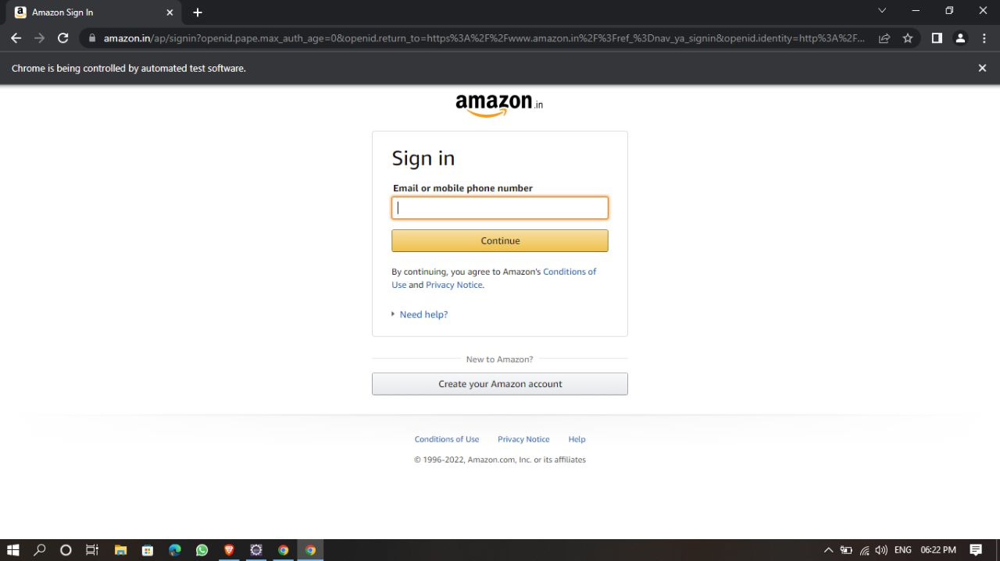 Amazon Sign In
amazon.in/ap/signin?openid.pape.max_auth_age=0&openid.return_to=https%3A%2F%2Fwww.amazon.in%2F%3Fref_%3Dnav_ya_signin&openid.identity=http%3A%2F...
Chrome is being controlled by automated test software.
amazon.in
Sign in
Email or mobile phone number
Continue
By continuing, you agree to Amazon's Conditions of
Use and Privacy Notice.
Need help?
New to Amazon?
Create your Amazon account
Conditions of Use Privacy Notice Help
© 1996-2022, Amazon.com, Inc. or its affiliates
ENG 06:22 PM